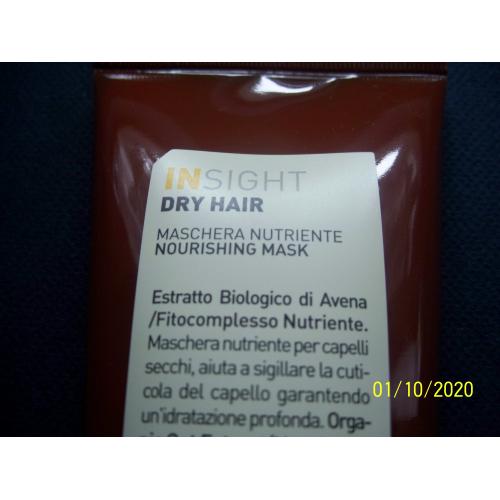 INSIGHT
DRY HAIR
MASCHERA NUTRIENTE
NOURISHING MASK
Estratto Biologico di Avena
/Fitocomplesso Nutriente.
Maschera nutriente per capelli
secchi, aiuta a sigillare la cuti-
cola del capello garantendo
un'idratazione profonda. Orga-
01/10/2020